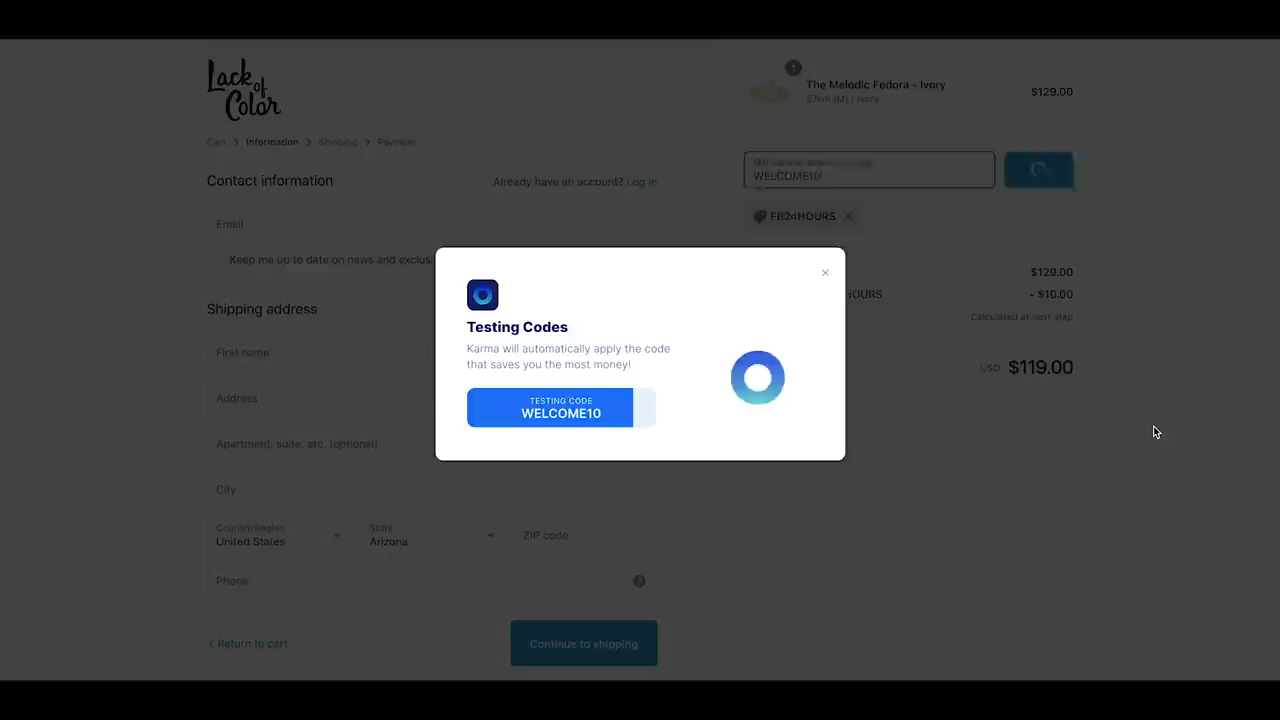 Lack of Color
Cart > Information > Shipping > Payment
Contact information
Already have an account? Log in
Email
Keep me up to date on news and exclusi
Shipping address
First name
Address
Apartment, suite, etc. (optional)
City
Country/Region
United States
State
Arizona
ZIP code
Phone
?
< Return to cart
Continue to shipping
1
The Melodic Fedora - Ivory
57cm (M) / Ivory
$129.00
WELCOME10
FB24HOURS
$129.00
HOURS
- $10.00
Calculated at next step
USD $119.00
Testing Codes
Karma will automatically apply the code
that saves you the most money!
TESTING CODE
WELCOME10